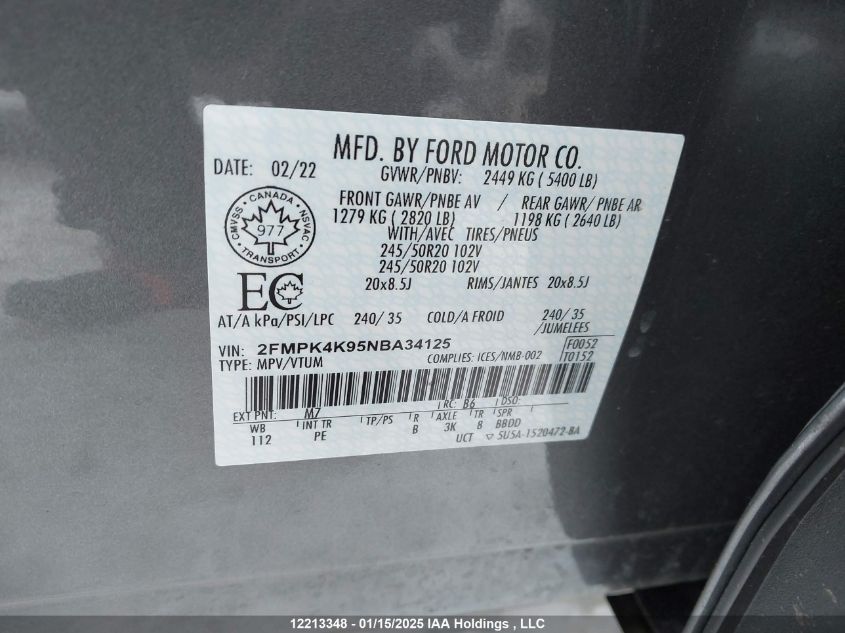 MFD. BY FORD MOTOR CO.
DATE: 02/22
GVWR/PNBV: 2449 KG ( 5400 LB)
FRONT GAWR/PNBE AV / REAR GAWR/PNBE AR
1279 KG ( 2820 LB) 1198 KG ( 2640 LB)
WITH/AVEC TIRES/PNEUS
245/50R20 102V
245/50R20 102V
20x8.5J RIMS/JANTES 20x8.5J
CANADA
CMVSS 977 NSVAC
TRANSPORT
EC
AT/A kPa/PSI/LPC 240/ 35 COLD/A FROID 240/ 35
/JUMELEES
VIN: 2FMPK4K95NBA34125
F0052
TYPE: MPV/VTUM COMPLIES: ICES/NMB-002 T0152
EXT PNT: M7 RC: B6 DSO:
WB INT TR TP/PS R AXLE TR SPR
112 PE B 3K B BBDD
UCT 5U5A-1520472-BA
12213348 - 01/15/2025 IAA Holdings , LLC